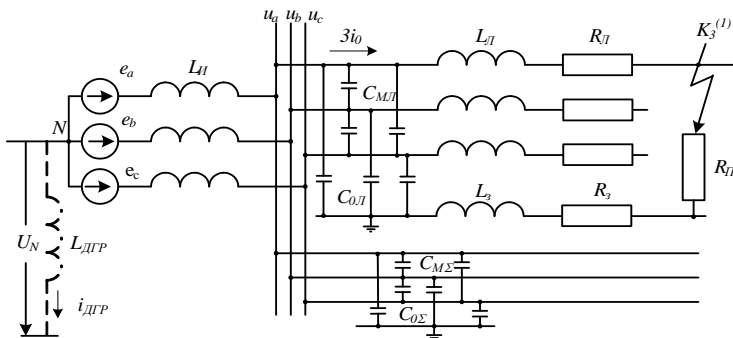 u_a u_b u_c
3i_0
L_Л
R_Л
K_З^(1)
e_a
L_И
C_МЛ
N
e_b
e_c
R_П
C_0Л
L_з
R_з
U_N
L_ДГР
C_МΣ
i_ДГР
C_0Σ